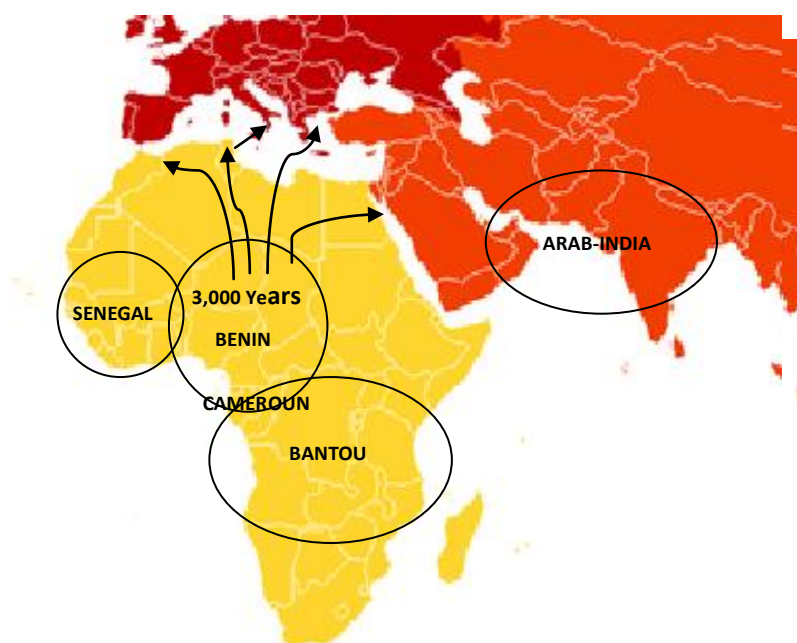 ARAB-INDIA
3,000 Years
SENEGAL
BENIN
CAMEROUN
BANTOU